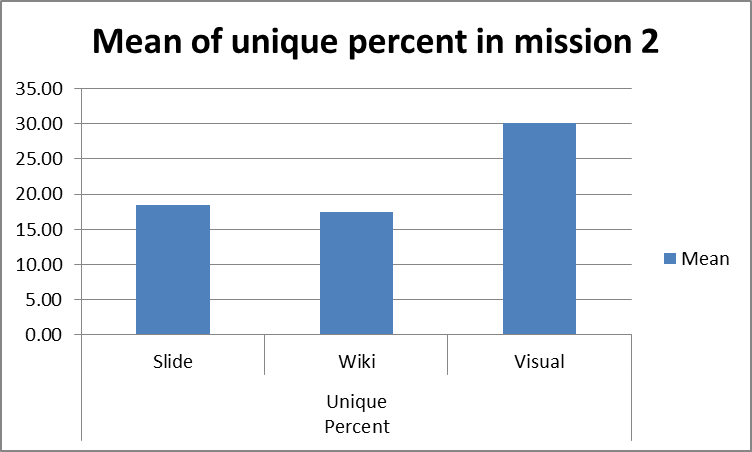 Mean of unique percent in mission 2
35.00
30.00
25.00
20.00
15.00
10.00
5.00
0.00
Slide Wiki Visual
Unique
Percent
Mean